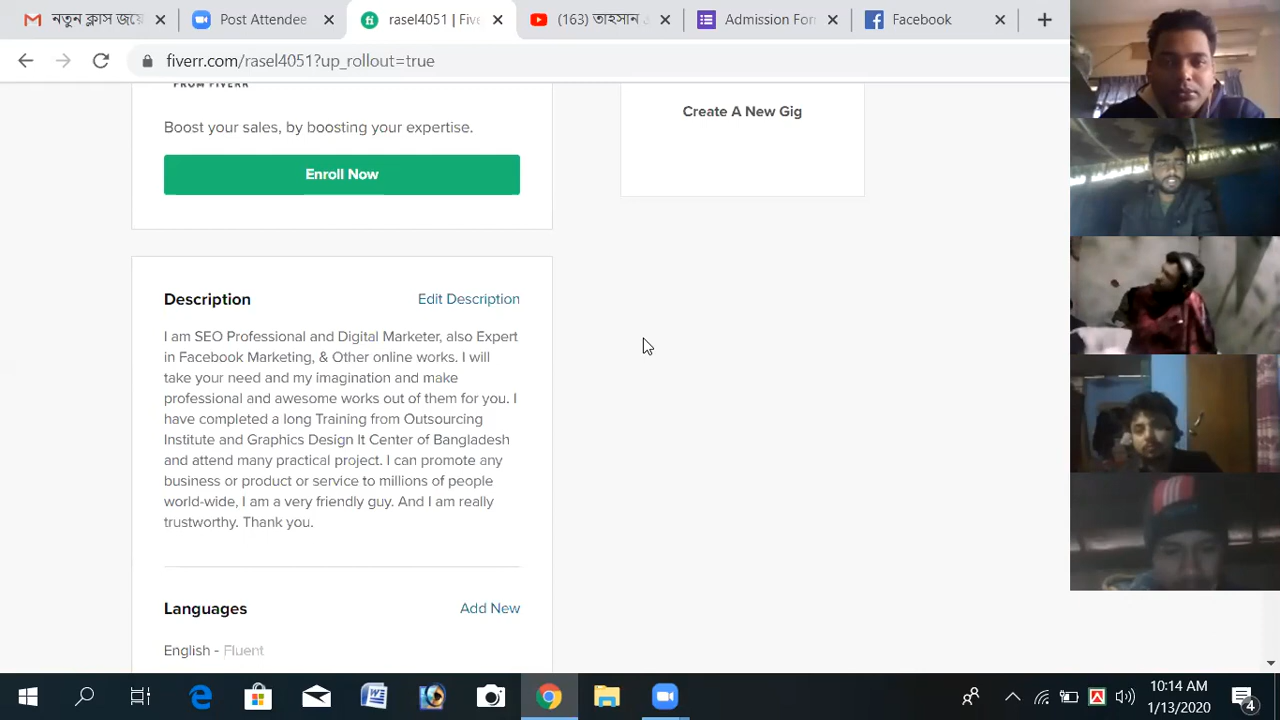 নতুন ক্লাস জয়ে
Post Attendee
rasel4051 | Five
(163) তাহসান
Admission For
Facebook
fiverr.com/rasel4051?up_rollout=true
FROM FIVERR
Boost your sales, by boosting your expertise.
Enroll Now
Create A New Gig
Description
Edit Description
I am SEO Professional and Digital Marketer, also Expert
in Facebook Marketing, & Other online works. I will
take your need and my imagination and make
professional and awesome works out of them for you. I
have completed a long Training from Outsourcing
Institute and Graphics Design It Center of Bangladesh
and attend many practical project. I can promote any
business or product or service to millions of people
world-wide, I am a very friendly guy. And I am really
trustworthy. Thank you.
Languages
Add New
English - Fluent
10:14 AM
1/13/2020
4